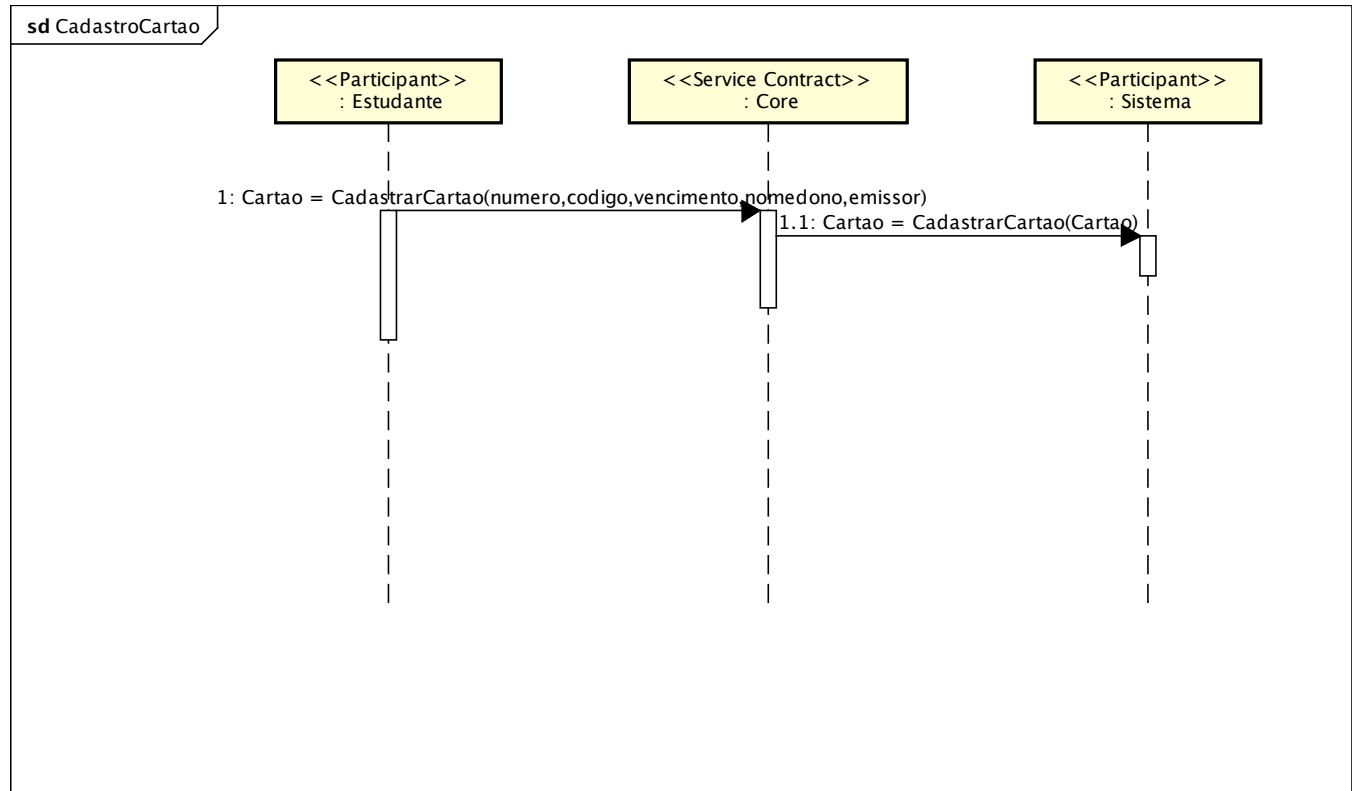 sd CadastroCartao
<<Participant>>
: Estudante
<<Service Contract>>
: Core
<<Participant>>
: Sistema
1: Cartao = CadastrarCartao(numero,codigo,vencimento,nomedono,emissor)
1.1: Cartao = CadastrarCartao(Cartao)